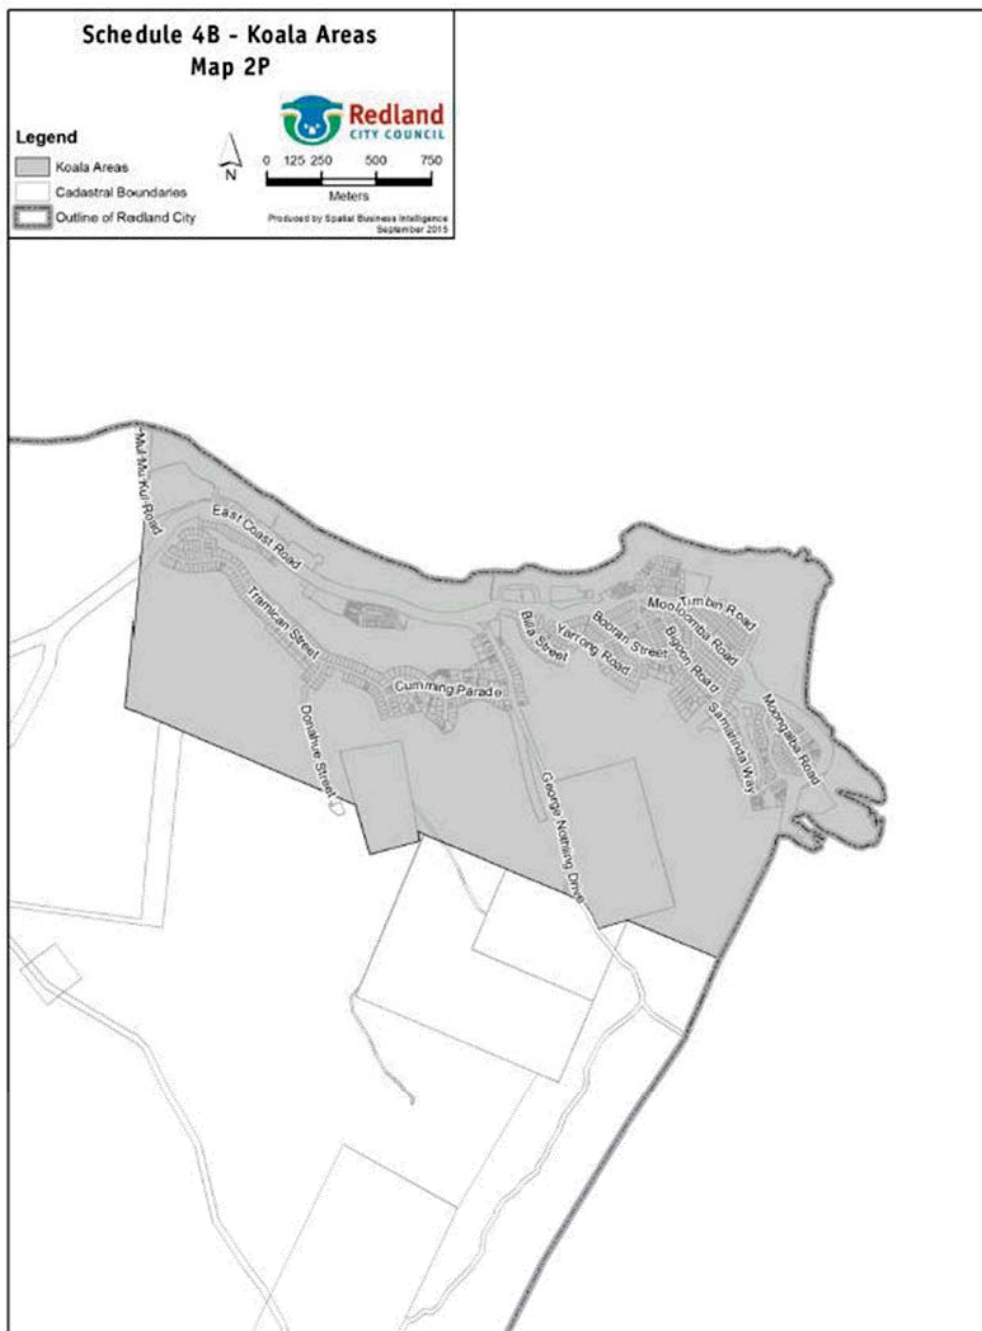 Schedule 4B - Koala Areas
Map 2P
Redland
CITY COUNCIL
Legend
Koala Areas
Cadastral Boundaries
Outline of Redland City
N
0 125 250 500 750
Meters
Produced by Spatial Business Intelligence
September 2015
Mul Mu Kul Road
East Coast Road
Tramican Street
Cumming Parade
Donahue Street
Billa Street
Yarrong Road
Booran Street
Timbin Road
Mooloomba Road
Bigoon Road
Samarinda Way
Moongalba Road
George Nothling Drive